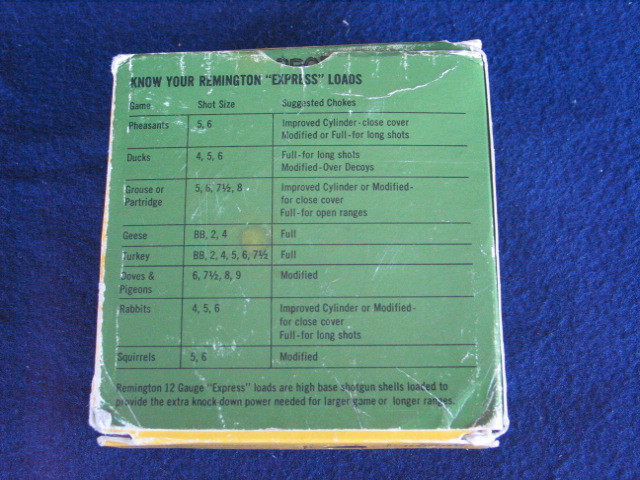 KNOW YOUR REMINGTON "EXPRESS" LOADS
Game Shot Size Suggested Chokes
Pheasants 5, 6 Improved Cylinder-close cover
Modified or Full-for long shots
Ducks 4, 5, 6 Full-for long shots
Modified-Over Decoys
Grouse or 5, 6, 7½, 8 Improved Cylinder or Modified-
Partridge for close cover
Full-for open ranges
Geese BB, 2, 4 Full
Turkey BB, 2, 4, 5, 6, 7½ Full
Doves & 6, 7½, 8, 9 Modified
Pigeons
Rabbits 4, 5, 6 Improved Cylinder or Modified-
for close cover
Full-for long shots
Squirrels 5, 6 Modified
Remington 12 Gauge "Express" loads are high base shotgun shells loaded to
provide the extra knock down power needed for larger game or longer ranges.